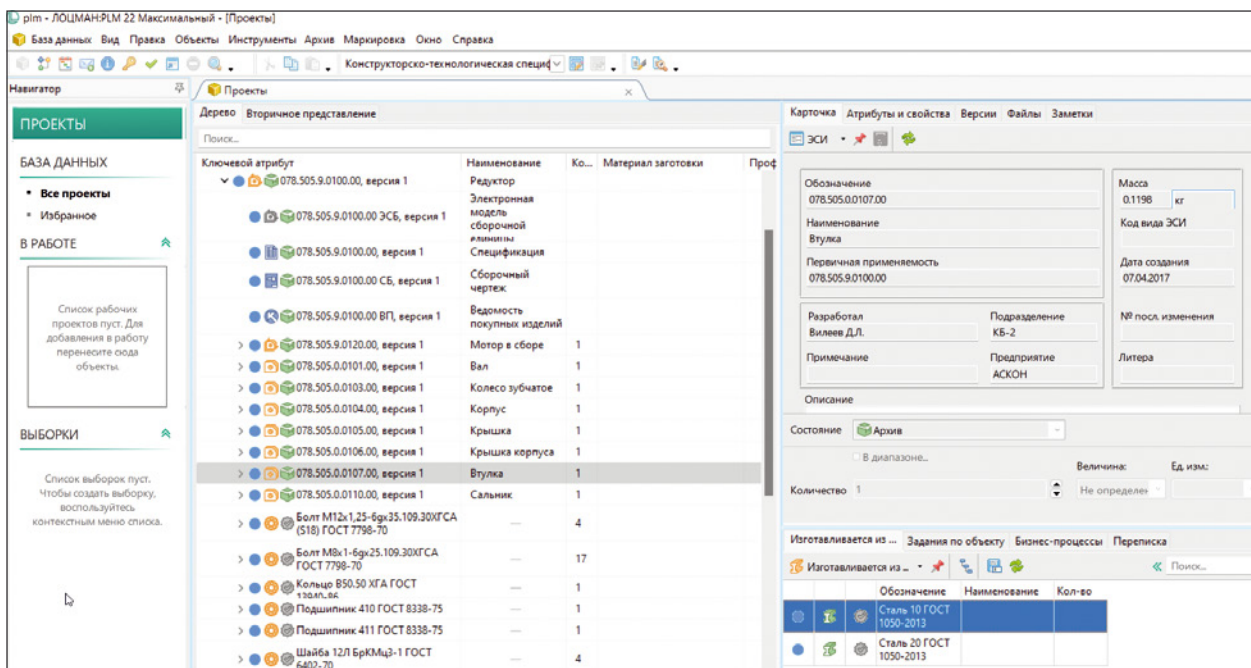 plm - ЛОЦМАН:PLM 22 Максимальный - [Проекты]
База данных Вид Правка Объекты Инструменты Архив Маркировка Окно Справка
Конструкторско-технологическая специф
Навигатор
ПРОЕКТЫ
БАЗА ДАННЫХ
Все проекты
Избранное
В РАБОТЕ
Список рабочих
проектов пуст. Для
добавления в работу
перенесите сюда
объекты.
ВЫБОРКИ
Список выборок пуст.
Чтобы создать выборку,
воспользуйтесь
контекстным меню списка.
Проекты
Дерево Вторичное представление
Поиск...
Ключевой атрибут Наименование Ко... Материал заготовки Проф
078.505.9.0100.00, версия 1 Редуктор
Электронная
078.505.9.0100.00 ЭСБ, версия 1 модель
сборочной
единицы
078.505.9.0100.00, версия 1 Спецификация
078.505.9.0100.00 СБ, версия 1 Сборочный
чертеж
078.505.9.0100.00 ВП, версия 1 Ведомость
покупных изделий
078.505.9.0120.00, версия 1 Мотор в сборе 1
078.505.0.0101.00, версия 1 Вал 1
078.505.0.0103.00, версия 1 Колесо зубчатое 1
078.505.0.0104.00, версия 1 Корпус 1
078.505.0.0105.00, версия 1 Крышка 1
078.505.0.0106.00, версия 1 Крышка корпуса 1
078.505.0.0107.00, версия 1 Втулка 1
078.505.0.0110.00, версия 1 Сальник 1
Болт М12х1,25-6gx35.109.30ХГСА
(S18) ГОСТ 7798-70 — 4
Болт М8х1-6gx25.109.30ХГСА
ГОСТ 7798-70 — 17
Кольцо В50.50 ХГА ГОСТ
13940-86 — 1
Подшипник 410 ГОСТ 8338-75 — 1
Подшипник 411 ГОСТ 8338-75 — 1
Шайба 12Л БрКМц3-1 ГОСТ
6402-70 — 4
Карточка Атрибуты и свойства Версии Файлы Заметки
ЭСИ
Обозначение Масса
078.505.0.0107.00 0.1198 кг
Наименование Код вида ЭСИ
Втулка
Первичная применяемость Дата создания
078.505.9.0100.00 07.04.2017
Разработал Подразделение № посл. изменения
Вилеев Д.Л. КБ-2
Примечание Предприятие Литера
АСКОН
Описание
Состояние Архив
В диапазоне...
Величина: Ед. изм.:
Количество 1 Не определен
Изготавливается из ... Задания по объекту Бизнес-процессы Переписка
Изготавливается из ... Поиск...
Обозначение Наименование Кол-во
Сталь 10 ГОСТ
1050-2013
Сталь 20 ГОСТ
1050-2013